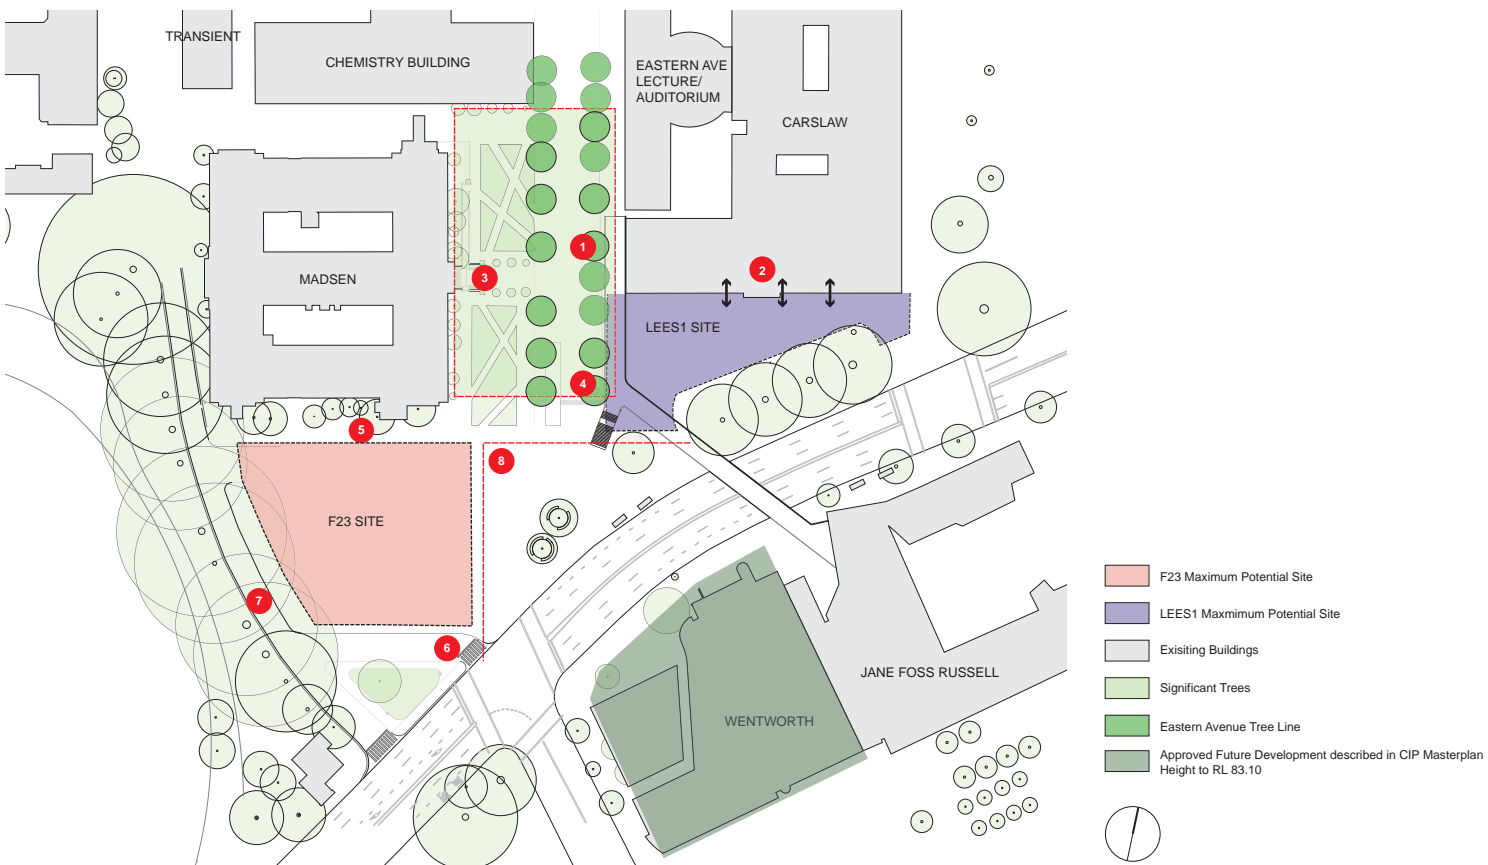 TRANSIENT
CHEMISTRY BUILDING
EASTERN AVE
LECTURE/
AUDITORIUM
CARSLAW
1
2
3
MADSEN
LEES1 SITE
4
5
8
F23 SITE
7
6
JANE FOSS RUSSELL
WENTWORTH
F23 Maximum Potential Site
LEES1 Maxmimum Potential Site
Exisiting Buildings
Significant Trees
Eastern Avenue Tree Line
Approved Future Development described in CIP Masterplan
Height to RL 83.10